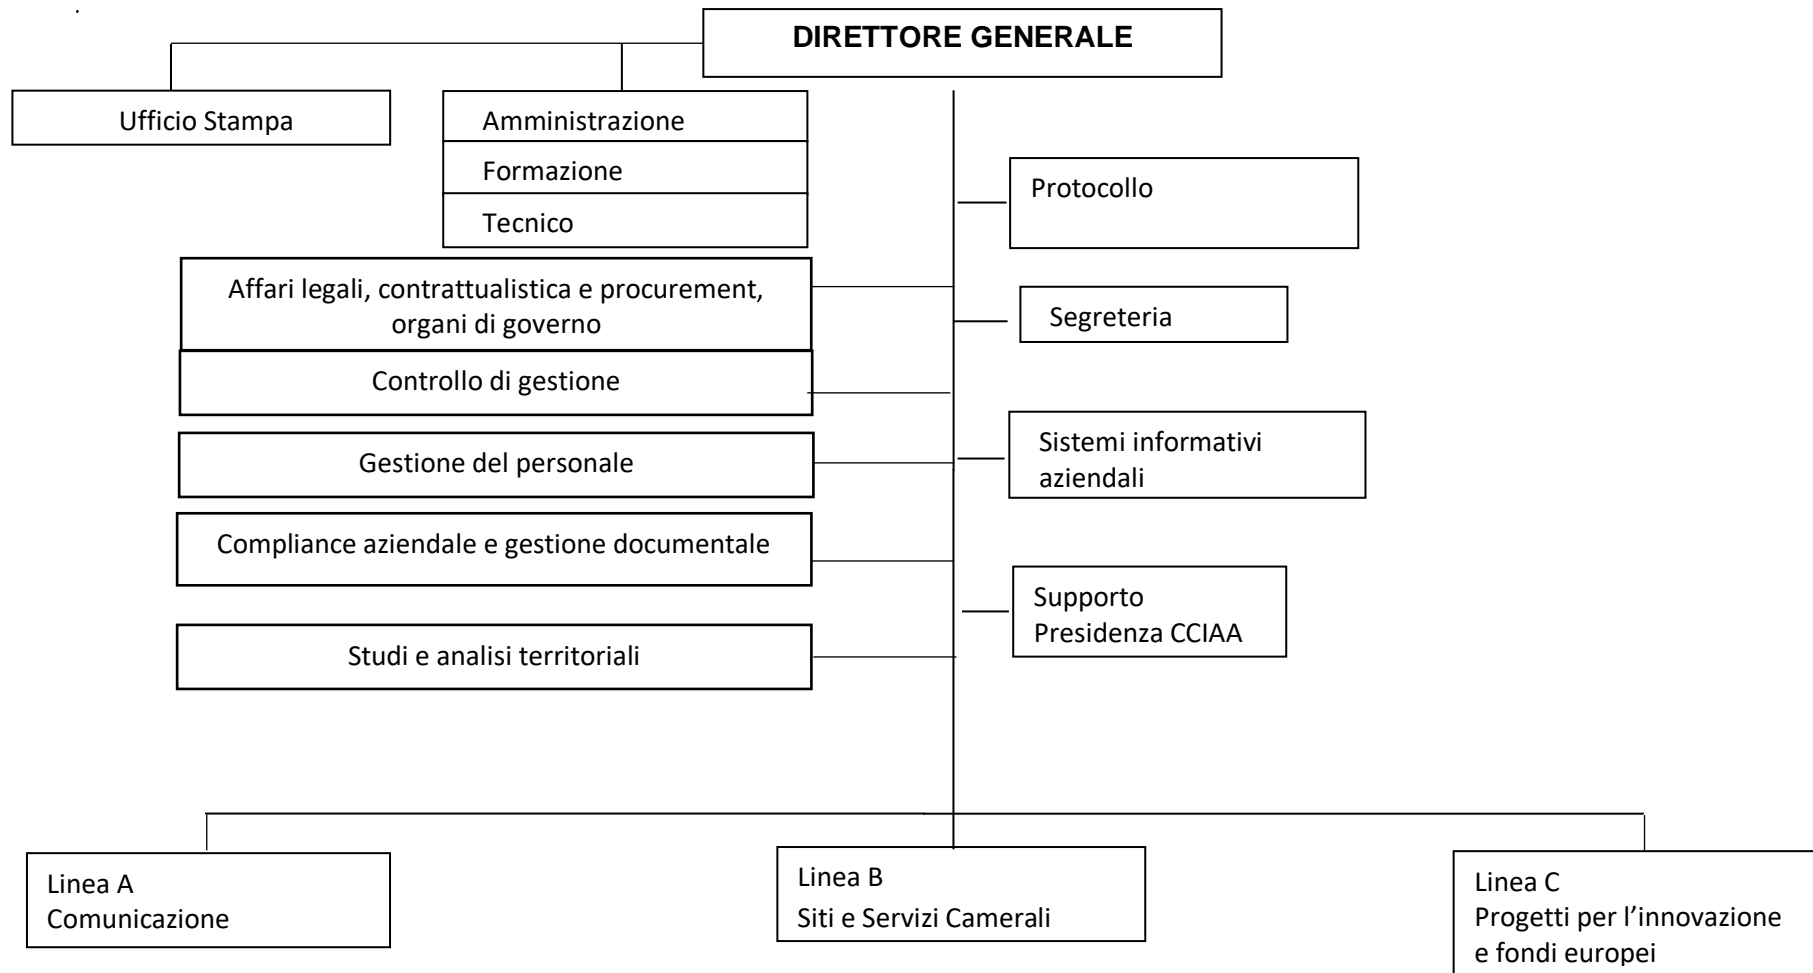 .
DIRETTORE GENERALE
Ufficio Stampa
Amministrazione
Formazione
Tecnico
Protocollo
Affari legali, contrattualistica e procurement,
organi di governo
Segreteria
Controllo di gestione
Gestione del personale
Sistemi informativi
aziendali
Compliance aziendale e gestione documentale
Supporto
Presidenza CCIAA
Studi e analisi territoriali
Linea A
Comunicazione
Linea B
Siti e Servizi Camerali
Linea C
Progetti per l’innovazione
e fondi europei